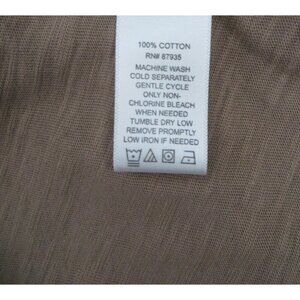 100% COTTON
RN# 87935
MACHINE WASH
COLD SEPARATELY
GENTLE CYCLE
ONLY NON-
CHLORINE BLEACH
WHEN NEEDED
TUMBLE DRY LOW
REMOVE PROMPTLY
LOW IRON IF NEEDED